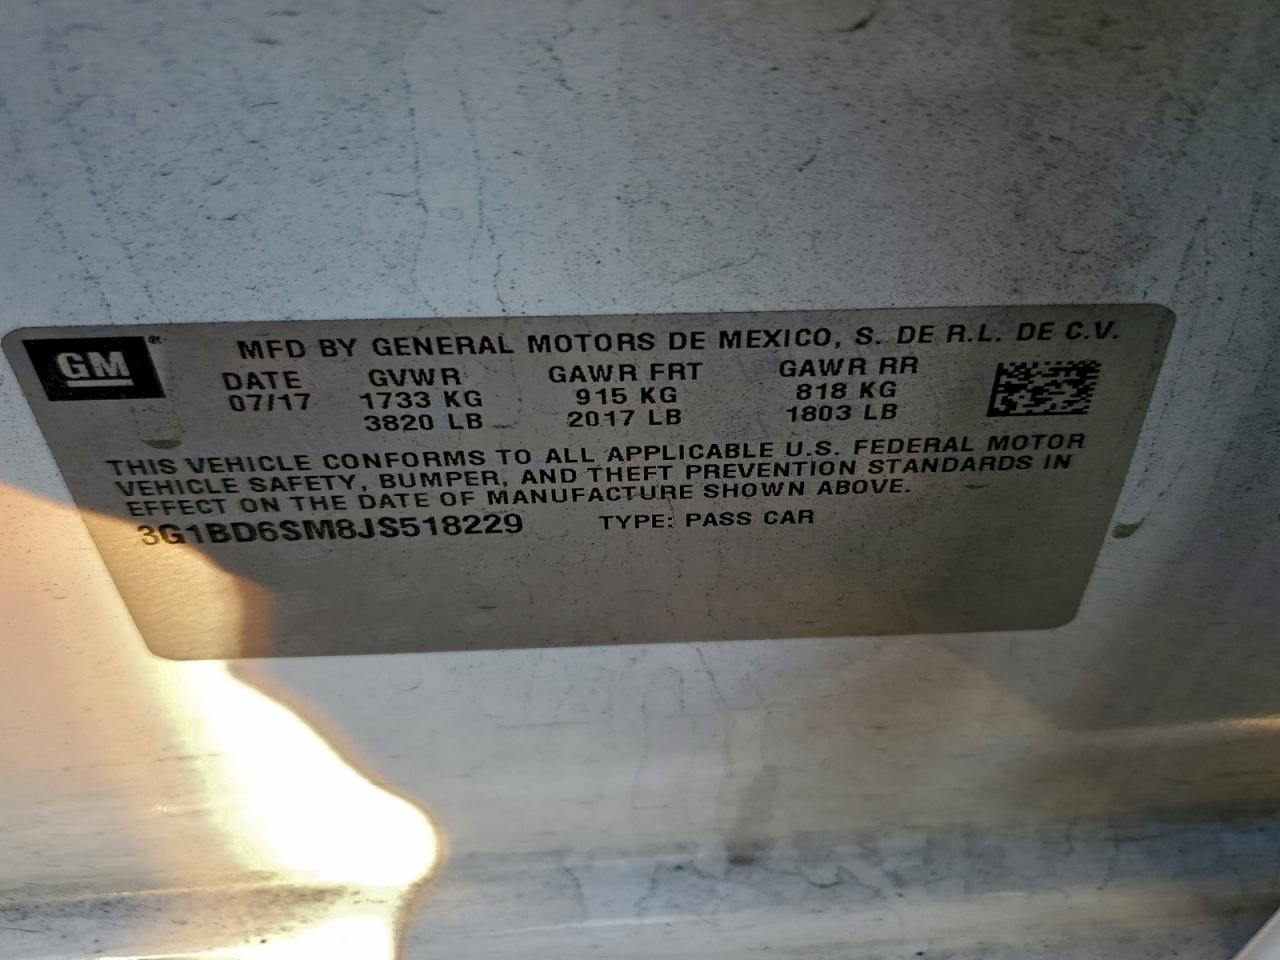 GM®
MFD BY GENERAL MOTORS DE MEXICO, S. DE R.L. DE C.V.
DATE GVWR GAWR FRT GAWR RR
07/17 1733 KG 915 KG 818 KG
3820 LB 2017 LB 1803 LB
THIS VEHICLE CONFORMS TO ALL APPLICABLE U.S. FEDERAL MOTOR
VEHICLE SAFETY, BUMPER, AND THEFT PREVENTION STANDARDS IN
EFFECT ON THE DATE OF MANUFACTURE SHOWN ABOVE.
3G1BD6SM8JS518229 TYPE: PASS CAR